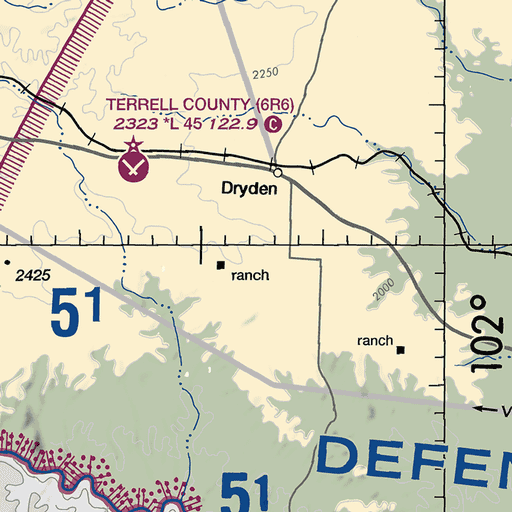 2250
TERRELL COUNTY (6R6)
2323 *L 45 122.9 C
Dryden
ranch
2425
51
2000
ranch
102°
V
DEFEN
51